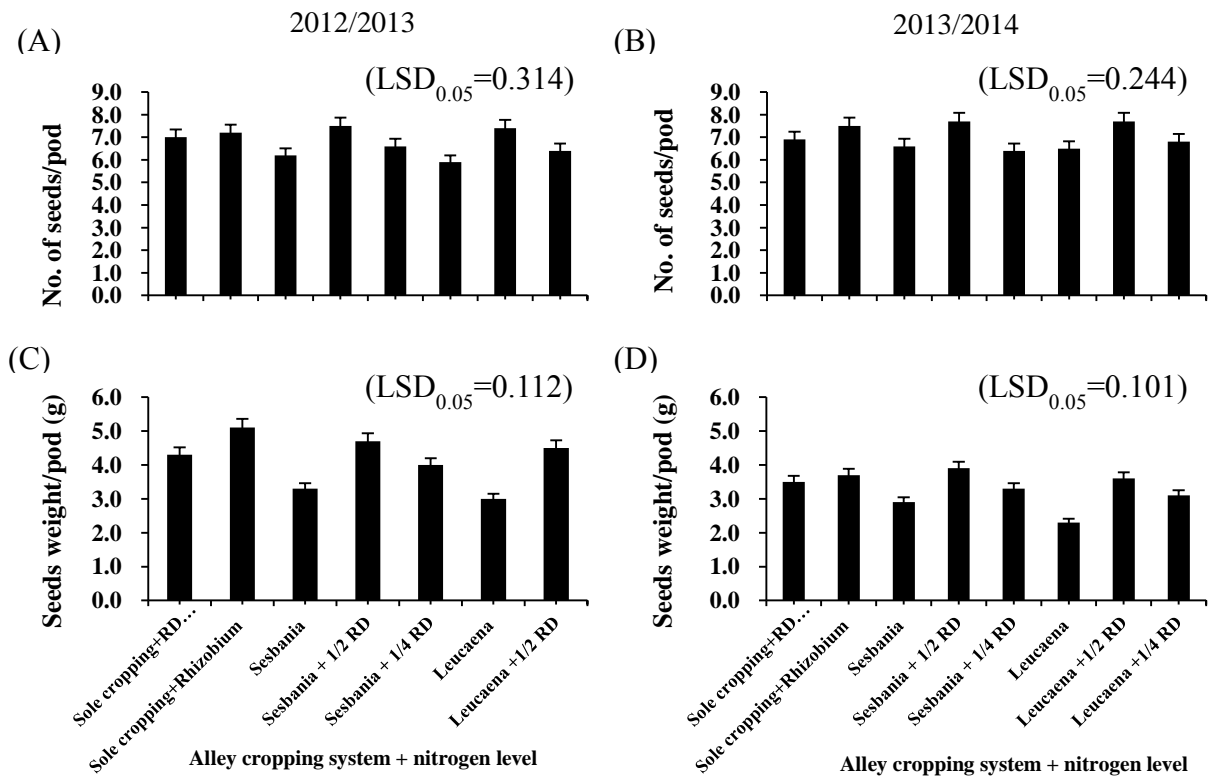 2012/2013
2013/2014
(A)
(B)
(LSD0.05=0.314)
(LSD0.05=0.244)
No. of seeds/pod
9.0
8.0
7.0
6.0
5.0
4.0
3.0
2.0
1.0
0.0
No. of seeds/pod
9.0
8.0
7.0
6.0
5.0
4.0
3.0
2.0
1.0
0.0
(C)
(D)
(LSD0.05=0.112)
(LSD0.05=0.101)
Seeds weight/pod (g)
6.0
5.0
4.0
3.0
2.0
1.0
0.0
Sole cropping+RD…
Sole cropping+Rhizobium
Sesbania
Sesbania + 1/2 RD
Sesbania + 1/4 RD
Leucaena
Leucaena +1/2 RD
Alley cropping system + nitrogen level
Seeds weight/pod (g)
6.0
5.0
4.0
3.0
2.0
1.0
0.0
Sole cropping+RD…
Sole cropping+Rhizobium
Sesbania
Sesbania + 1/2 RD
Sesbania + 1/4 RD
Leucaena
Leucaena +1/2 RD
Leucaena +1/4 RD
Alley cropping system + nitrogen level